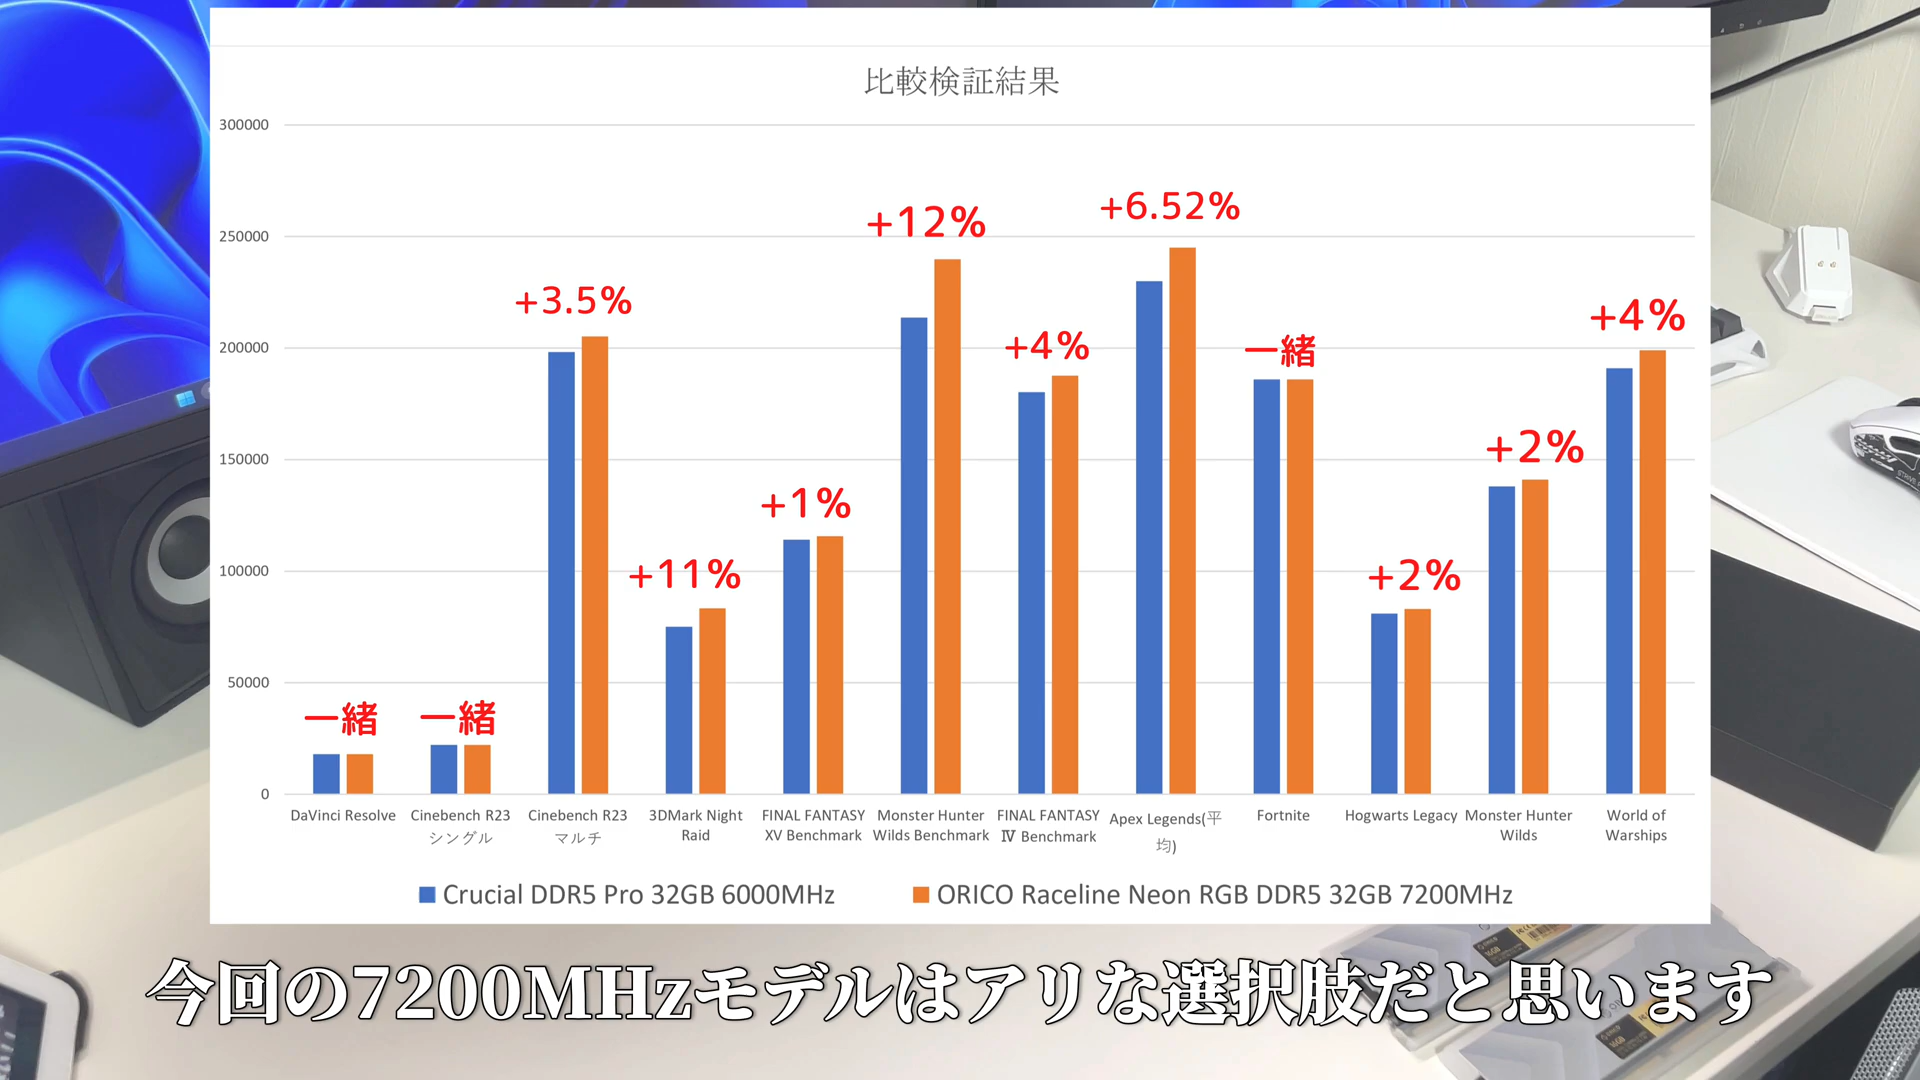 比較検証結果
300000
250000
200000
150000
100000
50000
0
一緒
一緒
+3.5%
+11%
+1%
+12%
+4%
+6.52%
一緒
+2%
+2%
+4%
DaVinci Resolve
Cinebench R23
シングル
Cinebench R23
マルチ
3DMark Night
Raid
FINAL FANTASY
XV Benchmark
Monster Hunter
Wilds Benchmark
FINAL FANTASY
Ⅳ Benchmark
Apex Legends(平
均)
Fortnite
Hogwarts Legacy
Monster Hunter
Wilds
World of
Warships
Crucial DDR5 Pro 32GB 6000MHz
ORICO Raceline Neon RGB DDR5 32GB 7200MHz
今回の7200MHzモデルはアリな選択肢だと思います